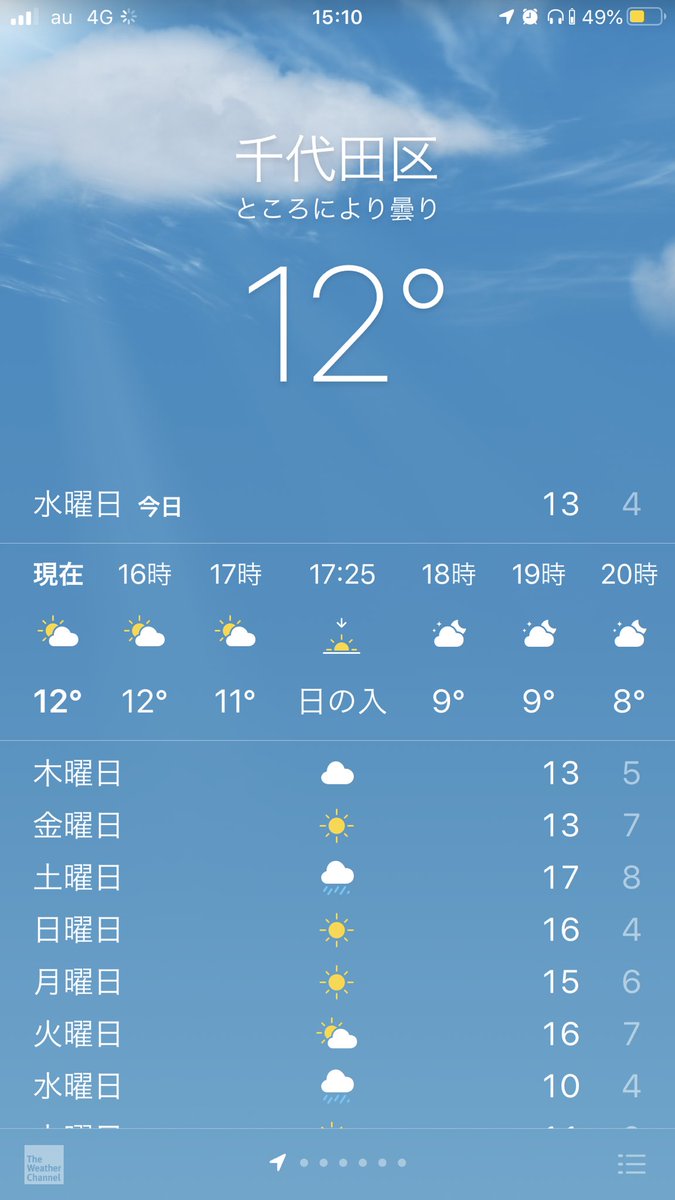 au 4G 15:10 49%
千代田区
ところにより曇り
12°
水曜日 今日 13 4
現在 16時 17時 17:25 18時 19時 20時
12° 12° 11° 日の入 9° 9° 8°
木曜日 13 5
金曜日 13 7
土曜日 17 8
日曜日 16 4
月曜日 15 6
火曜日 16 7
水曜日 10 4
The
Weather
Channel